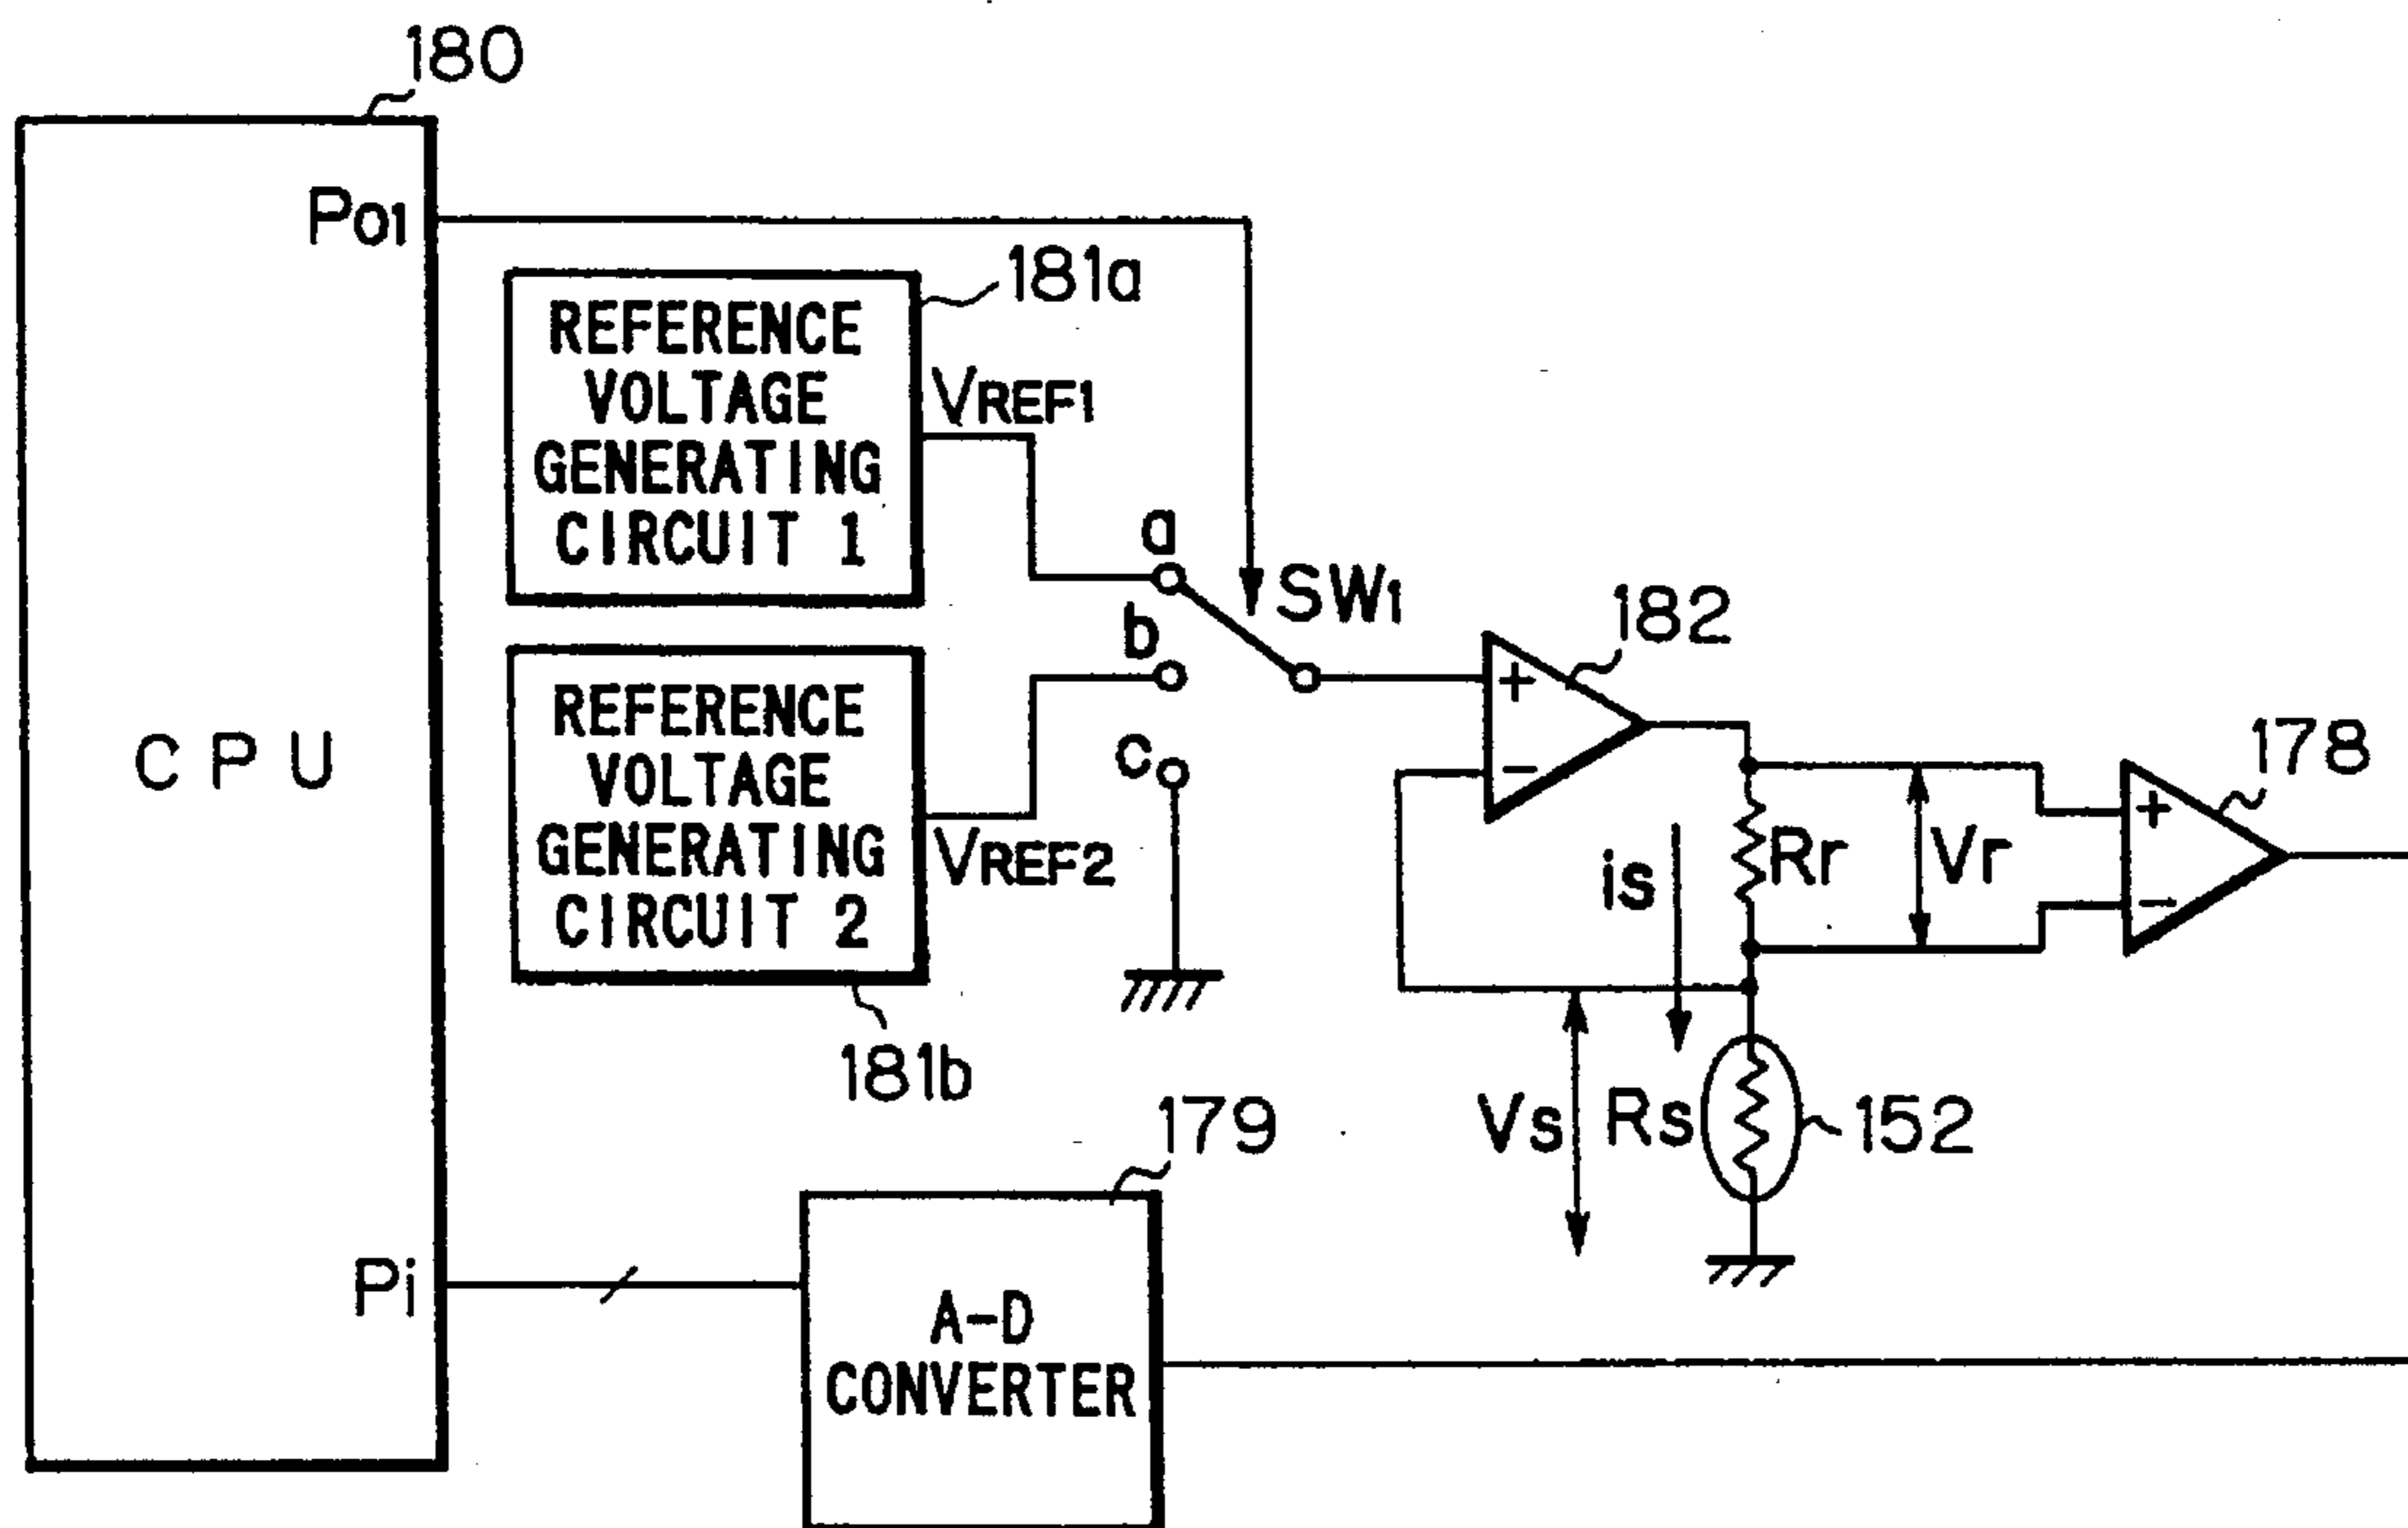 180
Po1
181a
REFERENCE
VOLTAGE
GENERATING
CIRCUIT 1
VREF1
a
SW1
b
182
+
REFERENCE
VOLTAGE
GENERATING
CIRCUIT 2
VREF2
CPU
c
−
178
+
−
is
Rr
Vr
181b
179
Vs
Rs
152
Pi
A-D
CONVERTER